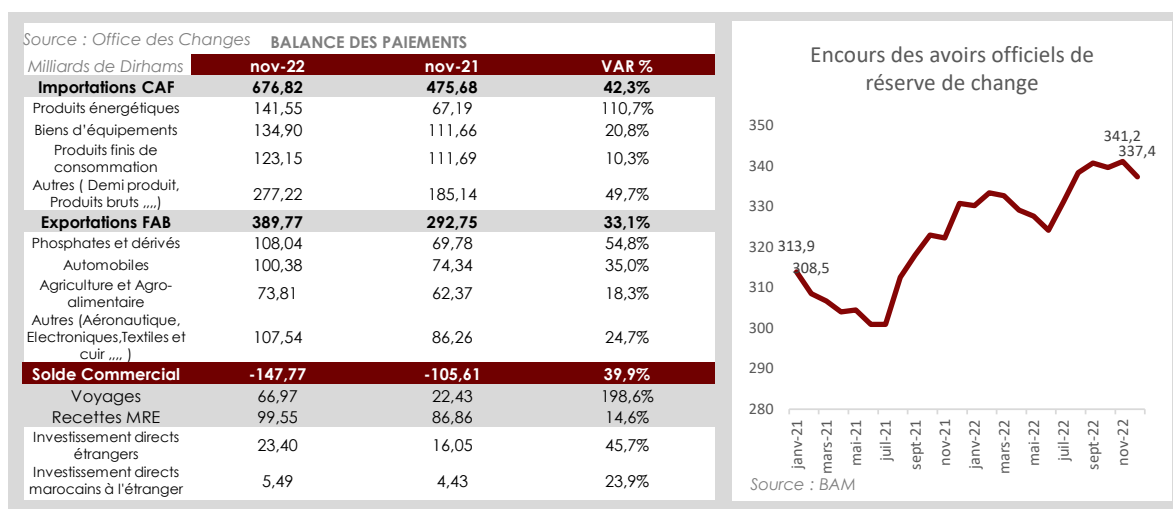 Source : Office des Changes BALANCE DES PAIEMENTS
Milliards de Dirhams nov-22 nov-21 VAR %
Importations CAF 676,82 475,68 42,3%
Produits énergétiques 141,55 67,19 110,7%
Biens d'équipements 134,90 111,66 20,8%
Produits finis de
consommation 123,15 111,69 10,3%
Autres ( Demi produit,
Produits bruts ,,,,) 277,22 185,14 49,7%
Exportations FAB 389,77 292,75 33,1%
Phosphates et dérivés 108,04 69,78 54,8%
Automobiles 100,38 74,34 35,0%
Agriculture et Agro-
alimentaire 73,81 62,37 18,3%
Autres (Aéronautique,
Electroniques,Textiles et
cuir ,,,, ) 107,54 86,26 24,7%
Solde Commercial -147,77 -105,61 39,9%
Voyages 66,97 22,43 198,6%
Recettes MRE 99,55 86,86 14,6%
Investissement directs
étrangers 23,40 16,05 45,7%
Investissement directs
marocains à l'étranger 5,49 4,43 23,9%
Encours des avoirs officiels de
réserve de change
350
340
330
320
310
300
290
280
313,9
308,5
341,2
337,4
janv-21
mars-21
mai-21
juil-21
sept-21
nov-21
janv-22
mars-22
mai-22
juil-22
sept-22
nov-22
Source : BAM